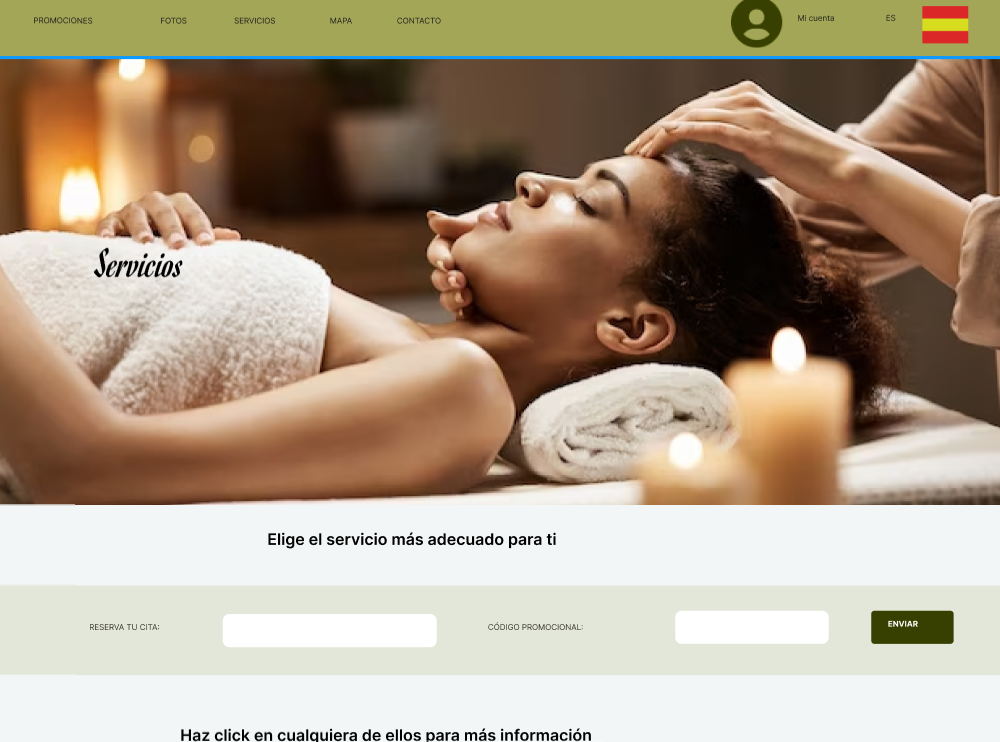 PROMOCIONES
FOTOS
SERVICIOS
MAPA
CONTACTO
Mi cuenta
ES
Servicios
Elige el servicio más adecuado para ti
RESERVA TU CITA:
CÓDIGO PROMOCIONAL:
ENVIAR
Haz click en cualquiera de ellos para más información